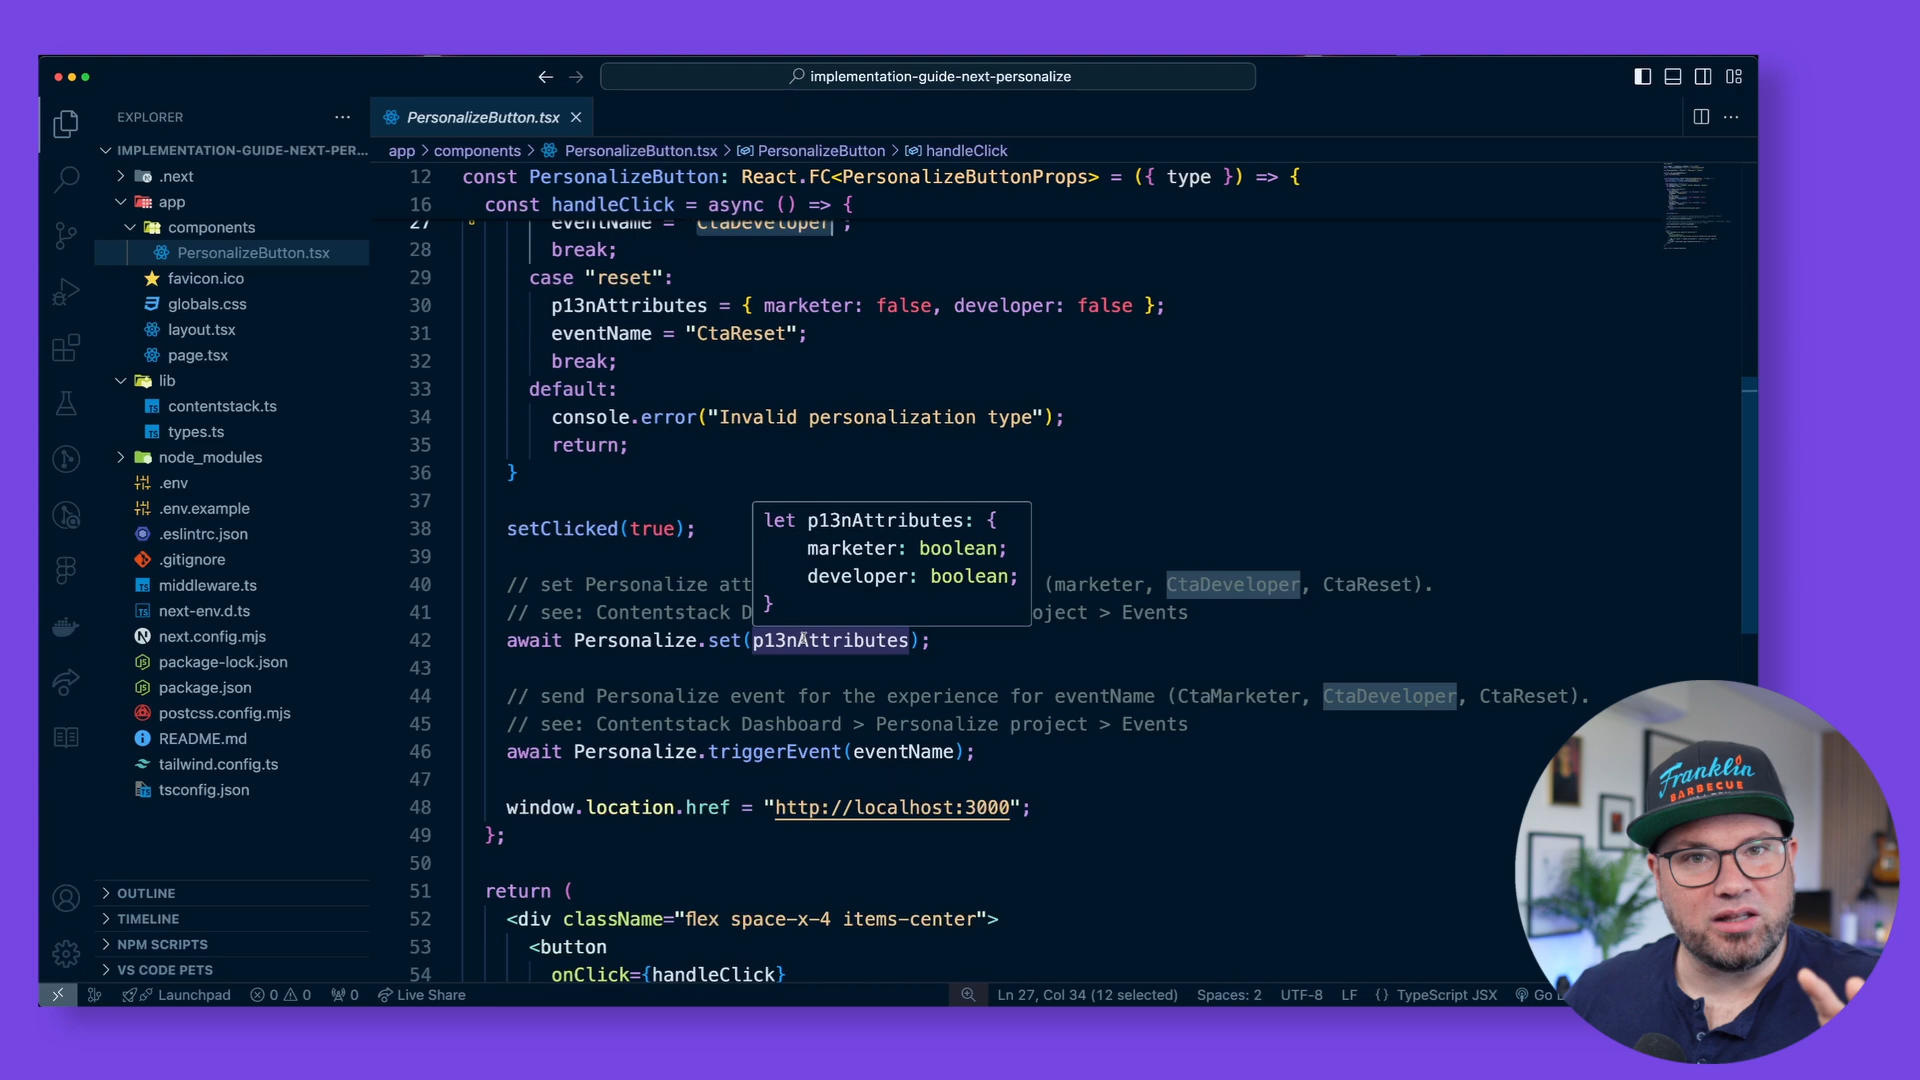 implementation-guide-next-personalize
EXPLORER
PersonalizeButton.tsx
IMPLEMENTATION-GUIDE-NEXT-PER...
app > components > PersonalizeButton.tsx > PersonalizeButton > handleClick
.next
app
components
PersonalizeButton.tsx
favicon.ico
globals.css
layout.tsx
page.tsx
lib
contentstack.ts
types.ts
node_modules
.env
.env.example
.eslintrc.json
.gitignore
middleware.ts
next-env.d.ts
next.config.mjs
package-lock.json
package.json
postcss.config.mjs
README.md
tailwind.config.ts
tsconfig.json
OUTLINE
TIMELINE
NPM SCRIPTS
VS CODE PETS
12 const PersonalizeButton: React.FC<PersonalizeButtonProps> = ({ type }) => {
16 const handleClick = async () => {
27 eventName = "CtaDeveloper";
28 break;
29 case "reset":
30 p13nAttributes = { marketer: false, developer: false };
31 eventName = "CtaReset";
32 break;
33 default:
34 console.error("Invalid personalization type");
35 return;
36 }
37
38 setClicked(true);
39
40 // set Personalize att (marketer, CtaDeveloper, CtaReset).
41 // see: Contentstack D oject > Events
42 await Personalize.set(p13nAttributes);
43
44 // send Personalize event for the experience for eventName (CtaMarketer, CtaDeveloper, CtaReset).
45 // see: Contentstack Dashboard > Personalize project > Events
46 await Personalize.triggerEvent(eventName);
47
48 window.location.href = "http://localhost:3000";
49 };
50
51 return (
52 <div className="flex space-x-4 items-center">
53 <button
54 onClick={handleClick}
let p13nAttributes: {
marketer: boolean;
developer: boolean;
}
Launchpad 0 0 0 Live Share Ln 27, Col 34 (12 selected) Spaces: 2 UTF-8 LF {} TypeScript JSX Go
Franklin
BARBECUE